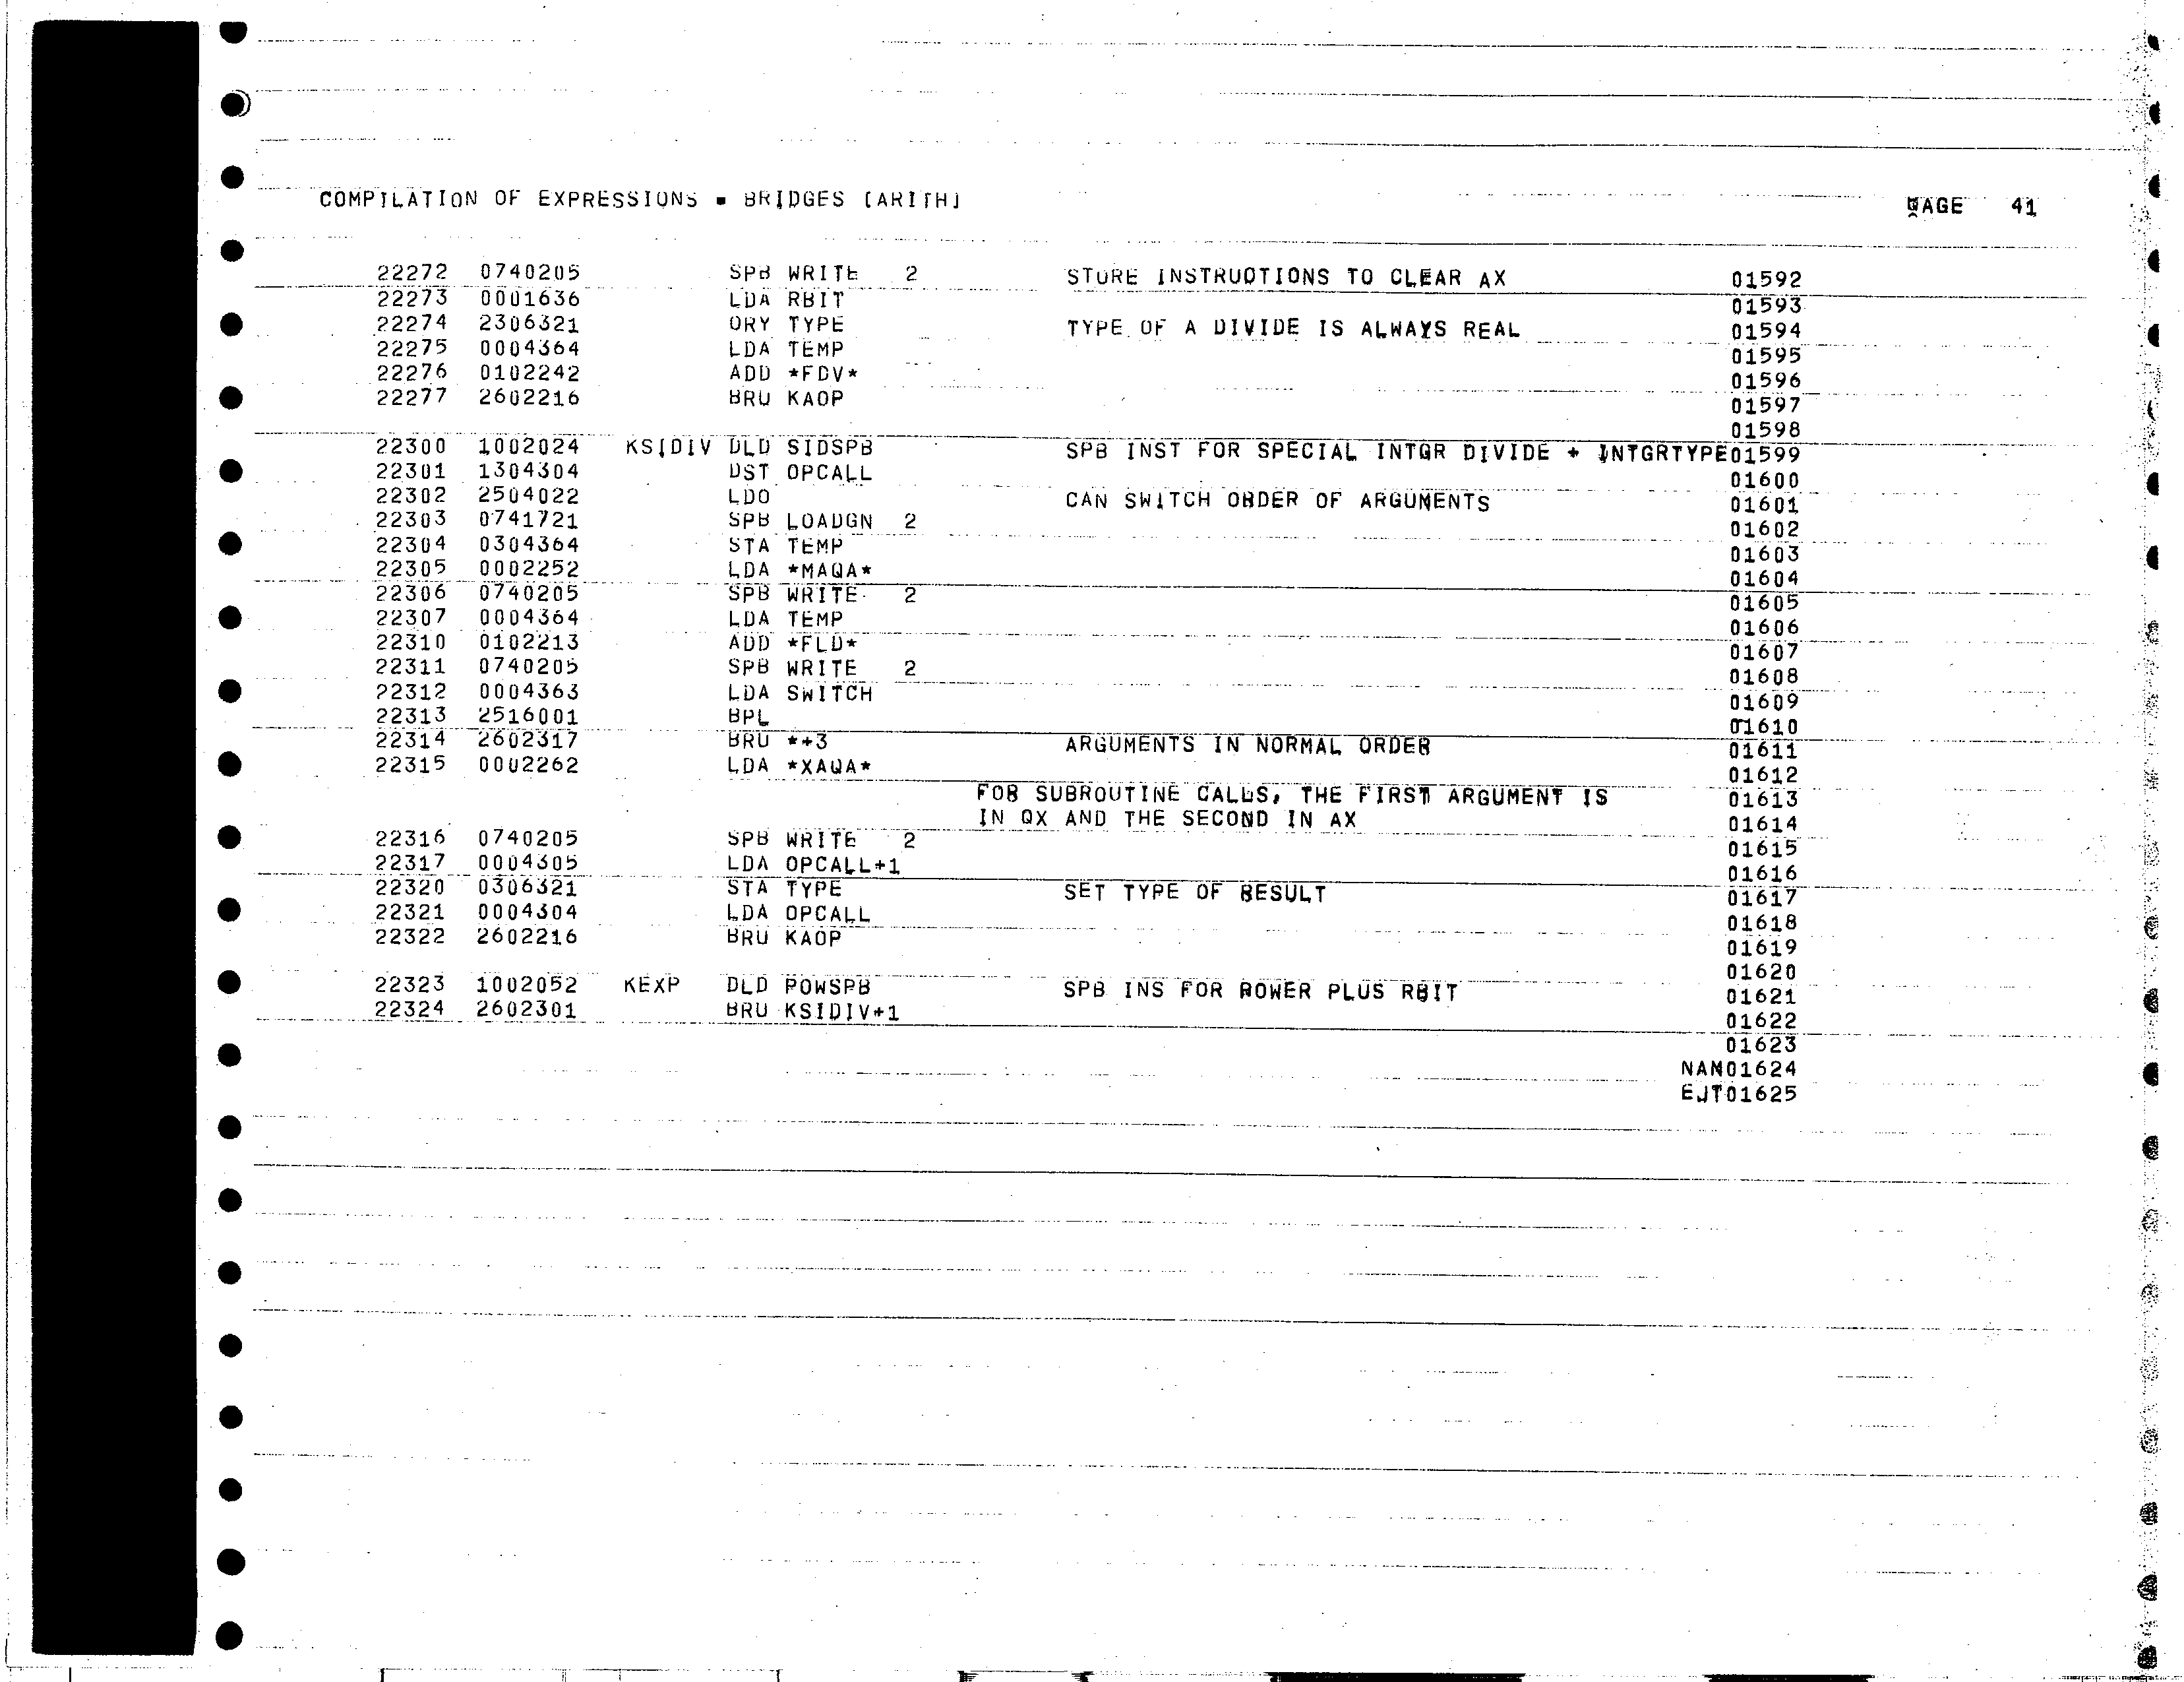 COMPILATION OF EXPRESSIONS - BRIDGES [ARITH] PAGE 41
22272 0740205 SPB WRITE 2 STORE INSTRUOTIONS TO CLEAR AX 01592
22273 0001636 LDA RBIT 01593
22274 2306321 ORY TYPE TYPE OF A DIVIDE IS ALWAYS REAL 01594
22275 0004364 LDA TEMP 01595
22276 0102242 ADD *FDV* 01596
22277 2602216 BRU KAOP 01597
01598
22300 1002024 KSIDIV DLD SIDSPB SPB INST FOR SPECIAL INTGR DIVIDE + INTGRTYPE01599
22301 1304304 DST OPCALL 01600
22302 2504022 LDO CAN SWITCH ORDER OF ARGUMENTS 01601
22303 0741721 SPB LOADGN 2 01602
22304 0304364 STA TEMP 01603
22305 0002252 LDA *MAQA* 01604
22306 0740205 SPB WRITE 2 01605
22307 0004364 LDA TEMP 01606
22310 0102213 ADD *FLD* 01607
22311 0740205 SPB WRITE 2 01608
22312 0004363 LDA SWITCH 01609
22313 2516001 BPL 01610
22314 2602317 BRU *+3 ARGUMENTS IN NORMAL ORDER 01611
22315 0002262 LDA *XAQA* 01612
FOR SUBROUTINE CALLS, THE FIRST ARGUMENT IS 01613
IN QX AND THE SECOND IN AX 01614
22316 0740205 SPB WRITE 2 01615
22317 0004305 LDA OPCALL+1 01616
22320 0306321 STA TYPE SET TYPE OF RESULT 01617
22321 0004304 LDA OPCALL 01618
22322 2602216 BRU KAOP 01619
01620
22323 1002052 KEXP DLD POWSPB SPB INS FOR POWER PLUS RBIT 01621
22324 2602301 BRU KSIDIV+1 01622
01623
NAM01624
EJT01625